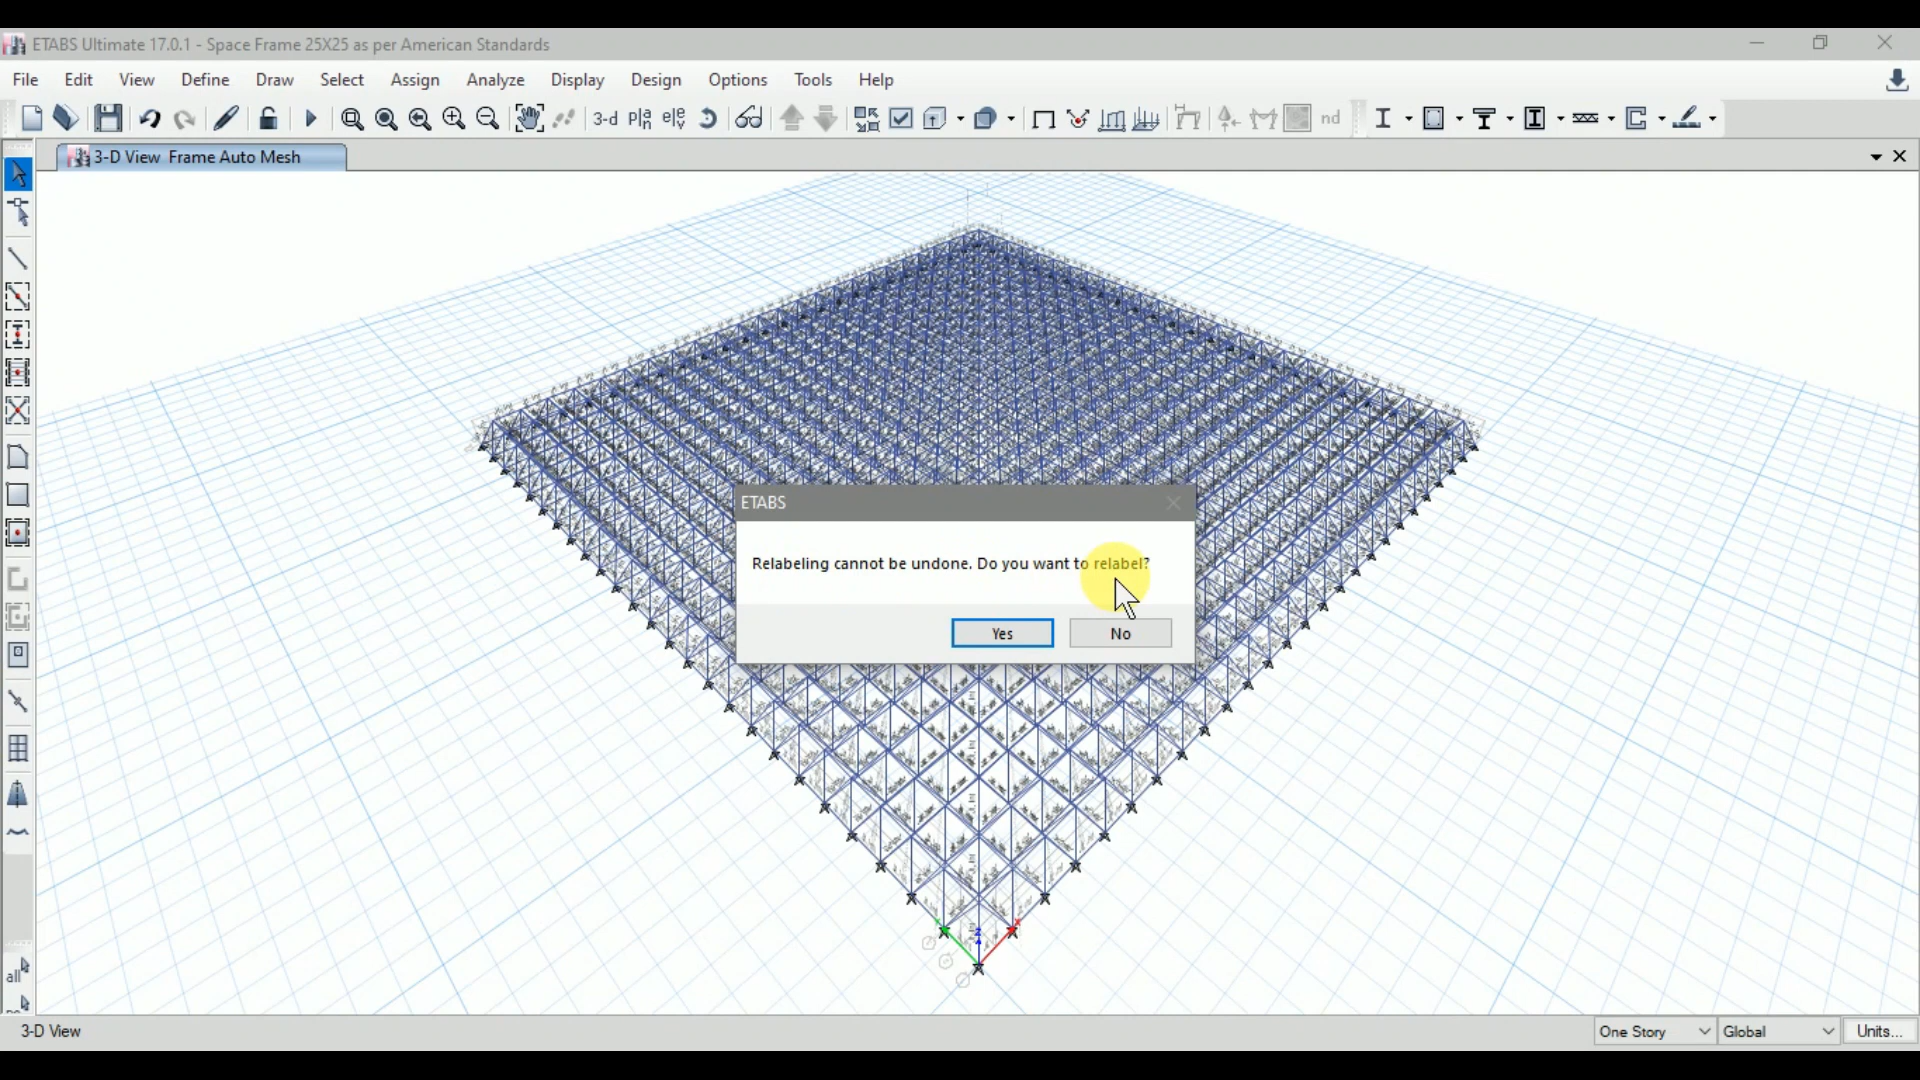 ETABS Ultimate 17.0.1 - Space Frame 25X25 as per American Standards
File Edit View Define Draw Select Assign Analyze Display Design Options Tools Help
3-d
nd
3-D View Frame Auto Mesh
ETABS
Relabeling cannot be undone. Do you want to relabel?
Yes No
all
3-D View
One Story Global Units...